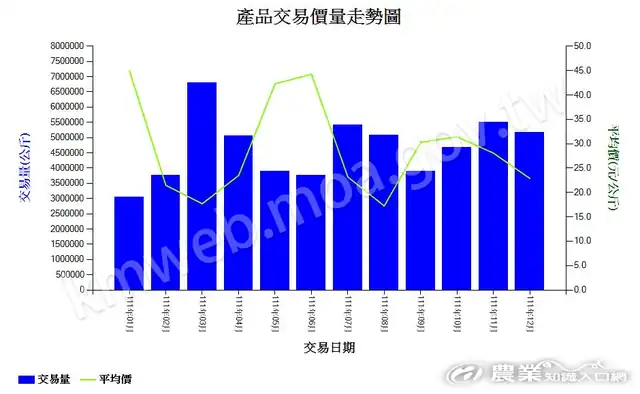 產品交易價量走勢圖
8000000
7500000
7000000
6500000
6000000
5500000
5000000
4500000
4000000
3500000
3000000
2500000
2000000
1500000
1000000
500000
0
交易量(公斤)
50.0
45.0
40.0
35.0
30.0
25.0
20.0
15.0
10.0
5.0
0.0
平均價(元/公斤)
111年01月
111年02月
111年03月
111年04月
111年05月
111年06月
111年07月
111年08月
111年09月
111年10月
111年11月
111年12月
交易日期
交易量
平均價
kmweb.moa.gov.tw
農業知識入口網